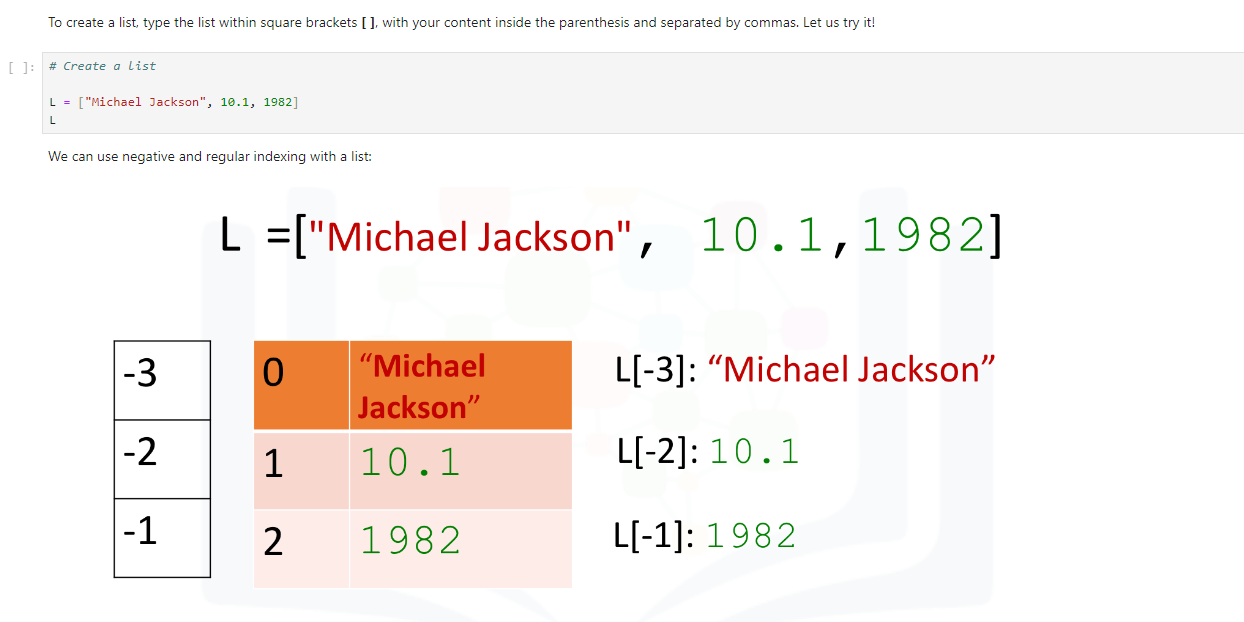 To create a list, type the list within square brackets [ ], with your content inside the parenthesis and separated by commas. Let us try it!
[ ]: # Create a list
L = ["Michael Jackson", 10.1, 1982]
L
We can use negative and regular indexing with a list:
L =["Michael Jackson", 10.1,1982]
-3 0 “Michael Jackson” L[-3]: “Michael Jackson”
-2 1 10.1 L[-2]: 10.1
-1 2 1982 L[-1]: 1982